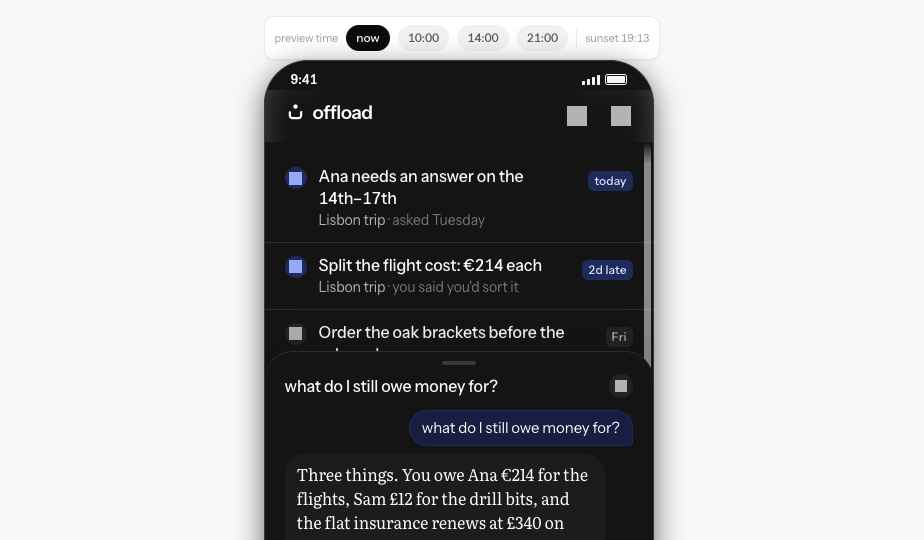 preview time now 10:00 14:00 21:00 sunset 19:13
9:41
offload
Ana needs an answer on the
14th–17th
today
Lisbon trip · asked Tuesday
Split the flight cost: €214 each
2d late
Lisbon trip · you said you'd sort it
Order the oak brackets before the
Fri
what do I still owe money for?
what do I still owe money for?
Three things. You owe Ana €214 for the
flights, Sam £12 for the drill bits, and
the flat insurance renews at £340 on